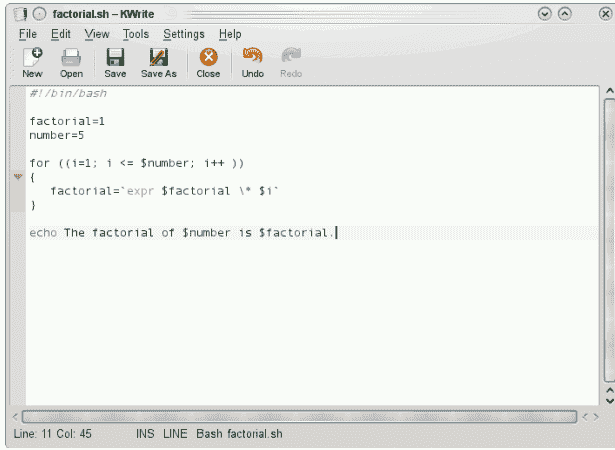 factorial.sh – KWrite
File Edit View Tools Settings Help
New Open Save Save As Close Undo Redo
#!/bin/bash
factorial=1
number=5
for ((i=1; i <= $number; i++ ))
{
factorial=`expr $factorial \* $i`
}
echo The factorial of $number is $factorial.
Line: 11 Col: 45 INS LINE Bash factorial.sh